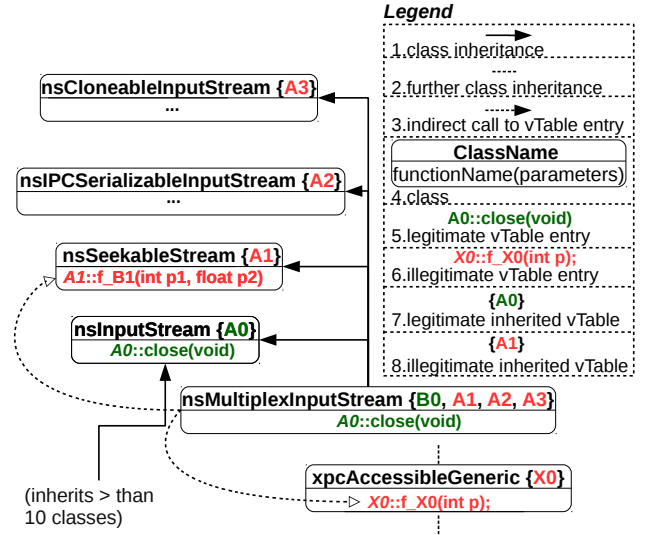 Legend
1.class inheritance
2.further class inheritance
3.indirect call to vTable entry
ClassName
functionName(parameters)
4.class
A0::close(void)
5.legitimate vTable entry
X0::f_X0(int p);
6.illegitimate vTable entry
{A0}
7.legitimate inherited vTable
{A1}
8.illegitimate inherited vTable
nsCloneableInputStream {A3}
...
nsIPCSerializableInputStream {A2}
...
nsSeekableStream {A1}
A1::f_B1(int p1, float p2)
nsInputStream {A0}
A0::close(void)
nsMultiplexInputStream {B0, A1, A2, A3}
A0::close(void)
xpcAccessibleGeneric {X0}
X0::f_X0(int p);
(inherits > than
10 classes)